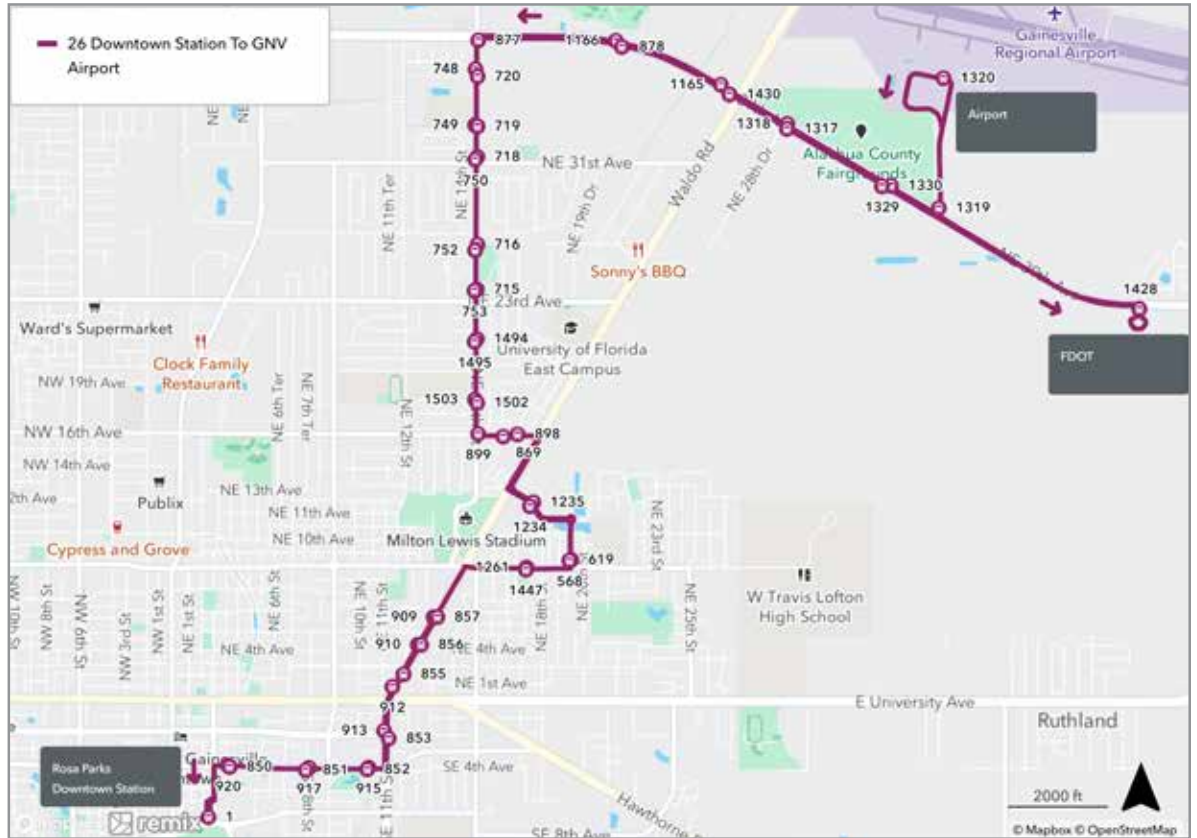 26 Downtown Station To GNV
Airport
Gainesville
Regional Airport
877
1166
878
748
720
1165
1430
1320
749
719
1318
1317
Airport
718
NE 31st Ave
Alachua County
Fairgrounds
750
NE 14th St
NE 11th Ter
NE 19th Dr
Waldo Rd
NE 28th Dr
1330
1329
1319
716
752
Sonny's BBQ
715
NE 23rd Ave
753
1428
Ward's Supermarket
1494
University of Florida
East Campus
FDOT
Clock Family
Restaurant
1495
NW 19th Ave
NE 6th Ter
NE 7th Ter
1503
1502
NE 12th St
NW 16th Ave
898
899
869
NW 14th Ave
Publix
NE 13th Ave
1235
NE 11th Ave
1234
NE 23rd St
Cypress and Grove
NE 10th Ave
Milton Lewis Stadium
1261
619
568
1447
W Travis Lofton
High School
NW 10th St
NW 8th St
NW 6th St
NW 3rd St
NW 1st St
NE 1st St
NE 6th St
NE 10th St
NE 11th St
NE 18th
NE 20th St
NE 25th St
909
857
910
856
NE 4th Ave
NE 4th Ave
855
NE 1st Ave
912
E University Ave
913
853
Ruthland
Rosa Parks
Downtown Station
850
851
852
SE 4th Ave
920
917
915
SE 11th St
Hawthorne
1
SE 8th Ave
2000 ft
remix
© Mapbox © OpenStreetMap